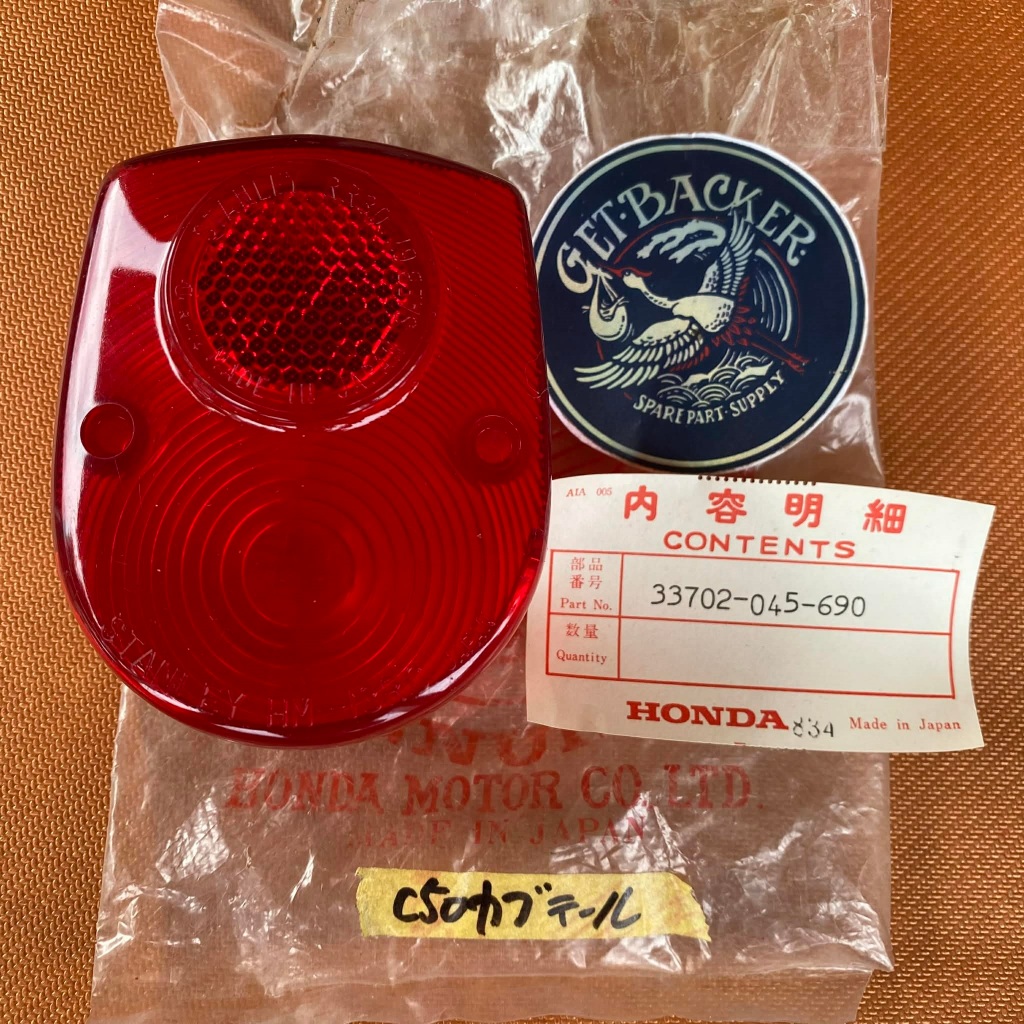 GET·BACKER·
SPARE PART·SUPPLY
AIA 005
内容明細
CONTENTS
部品
番号
Part No.
33702-045-690
数量
Quantity
HONDA
834
Made in Japan
STANLEY
HONDA MOTOR CO., LTD.
MADE IN JAPAN
C50カブテール